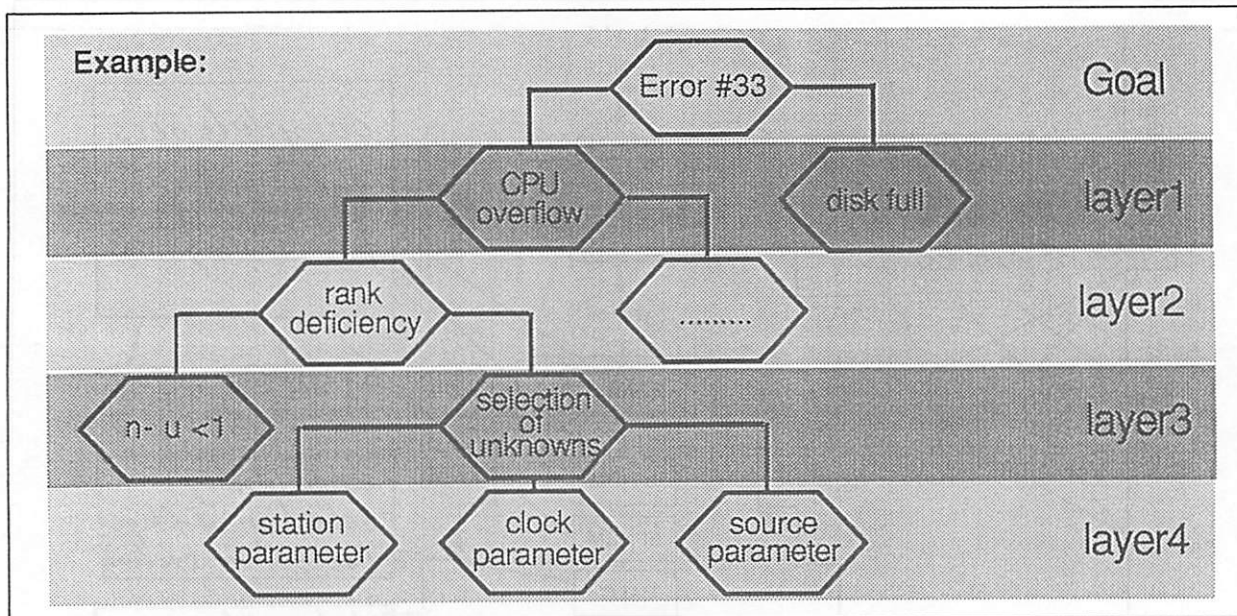 Example:
Error #33
Goal
CPU
overflow
disk full
layer1
rank
deficiency
.........
layer2
n- u <1
selection
of
unknowns
layer3
station
parameter
clock
parameter
source
parameter
layer4